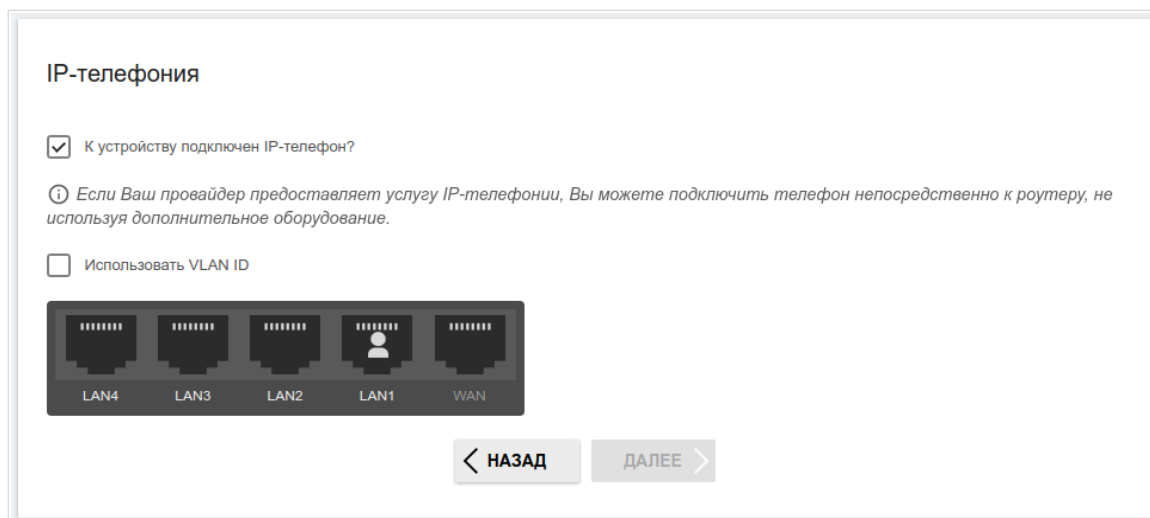 IP-телефония
К устройству подключен IP-телефон?
Если Ваш провайдер предоставляет услугу IP-телефонии, Вы можете подключить телефон непосредственно к роутеру, не
используя дополнительное оборудование.
Использовать VLAN ID
LAN4 LAN3 LAN2 LAN1 WAN
НАЗАД ДАЛЕЕ